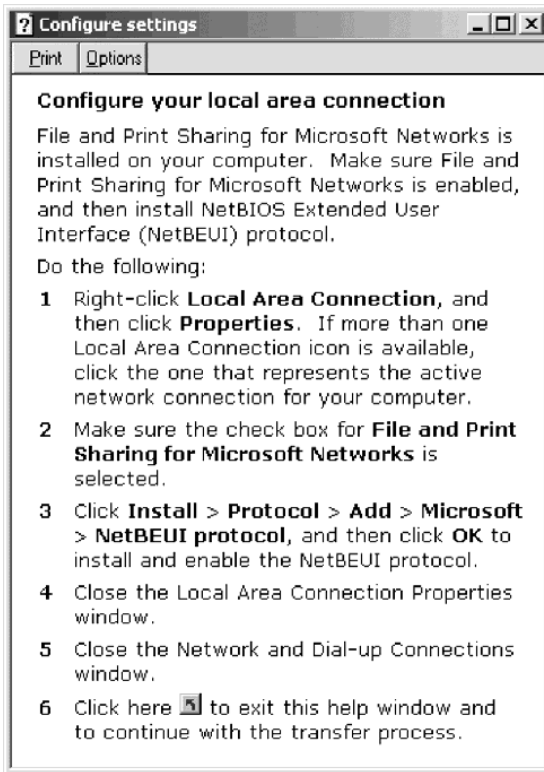 ? Configure settings
Print Options
Configure your local area connection
File and Print Sharing for Microsoft Networks is
installed on your computer. Make sure File and
Print Sharing for Microsoft Networks is enabled,
and then install NetBIOS Extended User
Interface (NetBEUI) protocol.
Do the following:
1 Right-click Local Area Connection, and
then click Properties. If more than one
Local Area Connection icon is available,
click the one that represents the active
network connection for your computer.
2 Make sure the check box for File and Print
Sharing for Microsoft Networks is
selected.
3 Click Install > Protocol > Add > Microsoft
> NetBEUI protocol, and then click OK to
install and enable the NetBEUI protocol.
4 Close the Local Area Connection Properties
window.
5 Close the Network and Dial-up Connections
window.
6 Click here to exit this help window and
to continue with the transfer process.